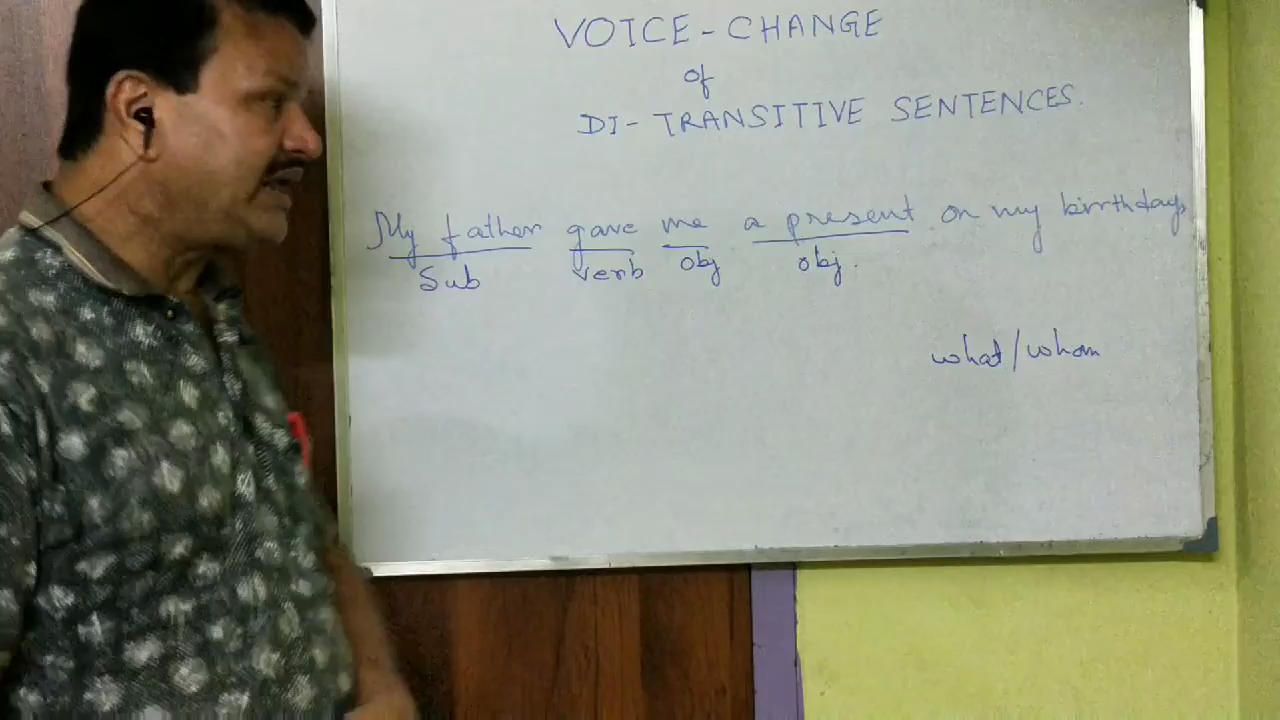 VOICE - CHANGE
of
DI - TRANSITIVE SENTENCES.
My father gave me a present on my birthday.
Sub verb obj obj.
what/whom